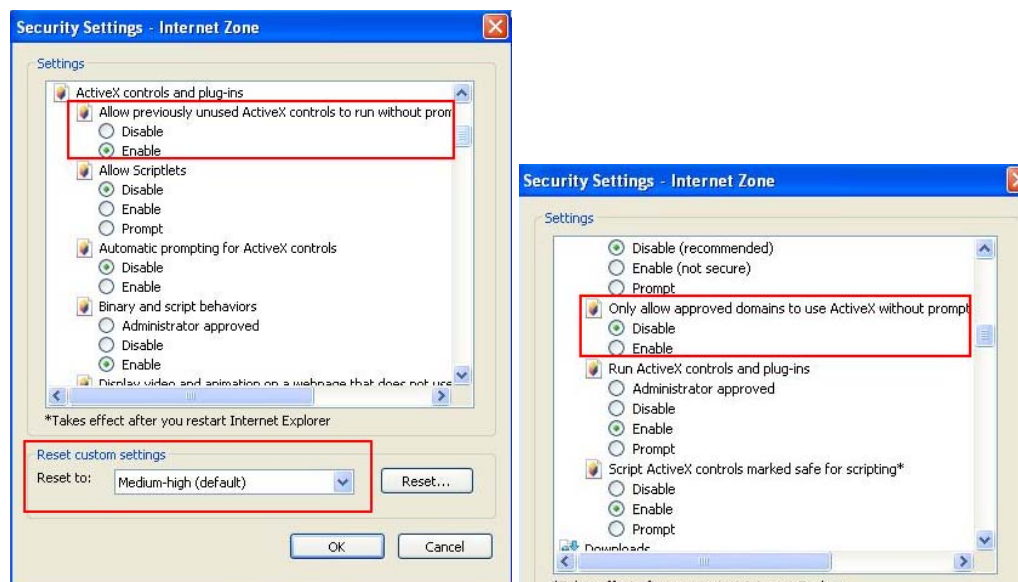 Security Settings - Internet Zone
Settings
ActiveX controls and plug-ins
Allow previously unused ActiveX controls to run without prom
Disable
Enable
Allow Scriptlets
Disable
Enable
Prompt
Automatic prompting for ActiveX controls
Disable
Enable
Binary and script behaviors
Administrator approved
Disable
Enable
Display video and animation on a webpage that does not use
*Takes effect after you restart Internet Explorer
Reset custom settings
Reset to:
Medium-high (default)
Reset...
OK
Cancel
Security Settings - Internet Zone
Settings
Disable (recommended)
Enable (not secure)
Prompt
Only allow approved domains to use ActiveX without prompt
Disable
Enable
Run ActiveX controls and plug-ins
Administrator approved
Disable
Enable
Prompt
Script ActiveX controls marked safe for scripting*
Disable
Enable
Prompt
Downloads